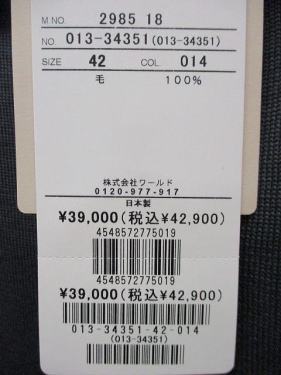 M NO. 2985 18
NO 013-34351(013-34351)
SIZE 42 COL 014
毛 100%
株式会社ワールド
0120-977-917
日本製
¥39,000(税込¥42,900)
4548572775019
4548572775019
¥39,000(税込¥42,900)
013-34351-42-014
(013-34351)